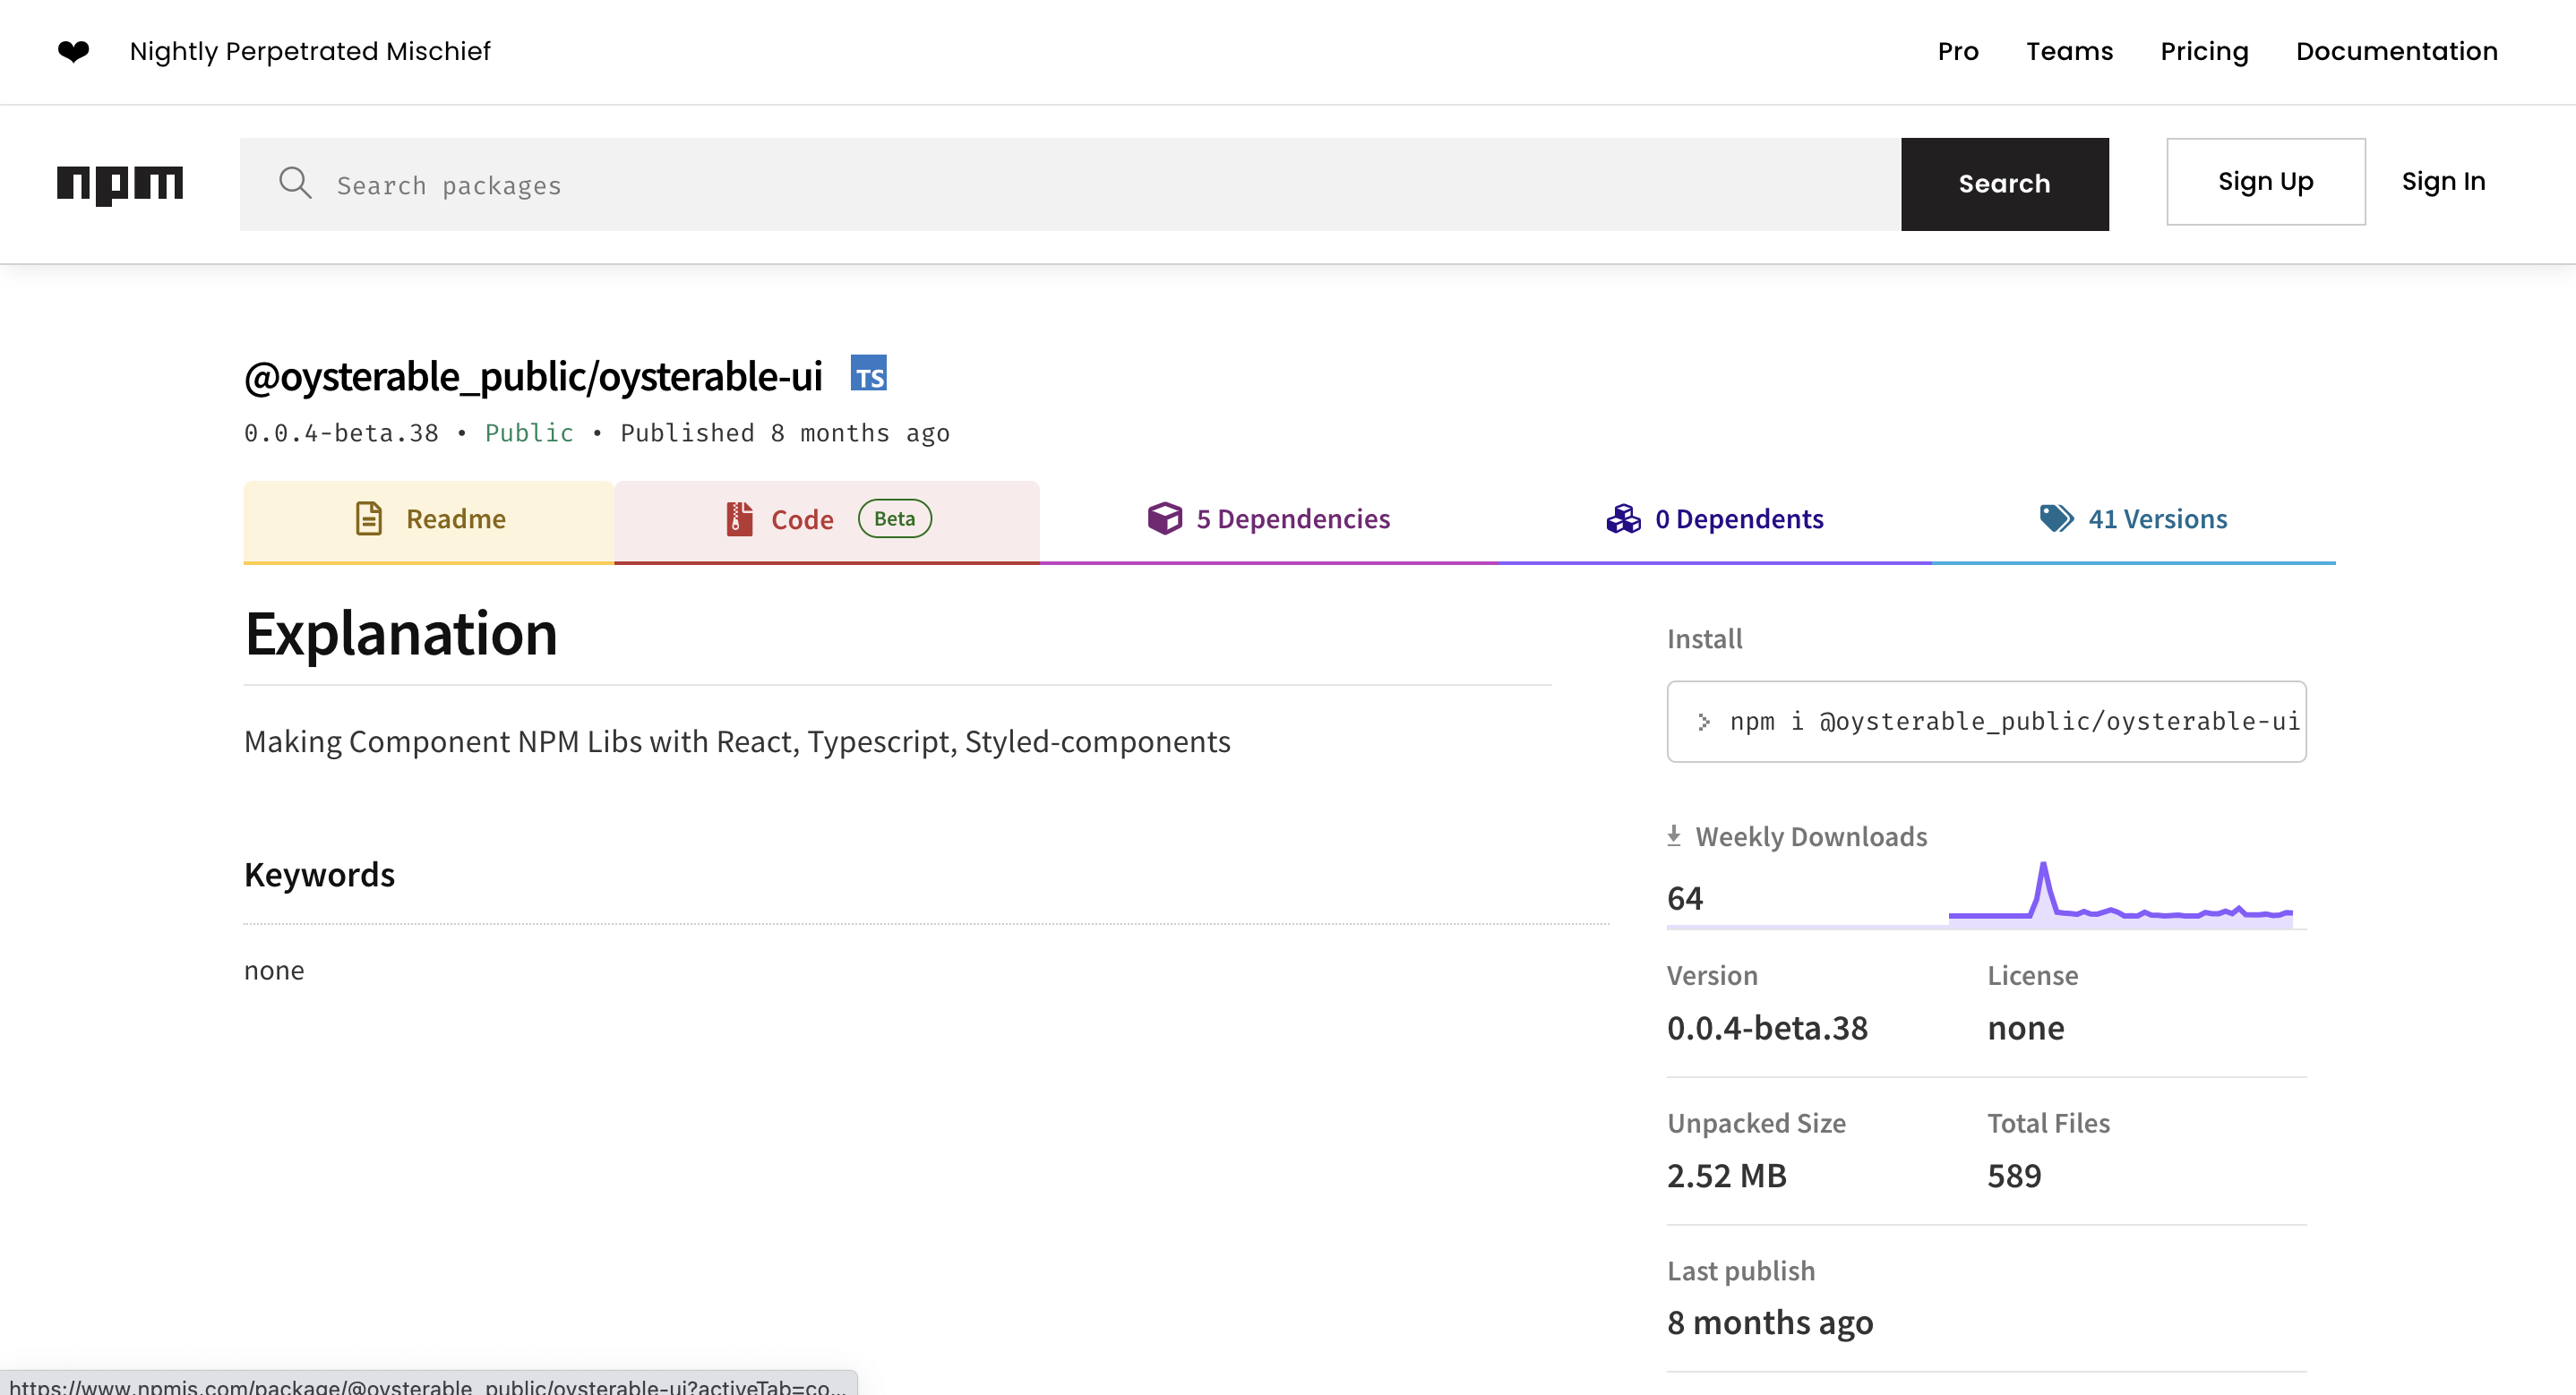 ❤ Nightly Perpetrated Mischief
Pro Teams Pricing Documentation
npm
Search packages
Search
Sign Up
Sign In
@oysterable_public/oysterable-ui TS
0.0.4-beta.38 • Public • Published 8 months ago
Readme
Code Beta
5 Dependencies
0 Dependents
41 Versions
Explanation
Making Component NPM Libs with React, Typescript, Styled-components
Keywords
none
Install
> npm i @oysterable_public/oysterable-ui
Weekly Downloads
64
Version
0.0.4-beta.38
License
none
Unpacked Size
2.52 MB
Total Files
589
Last publish
8 months ago
https://www.npmjs.com/package/@oysterable_public/oysterable-ui?activeTab=co...